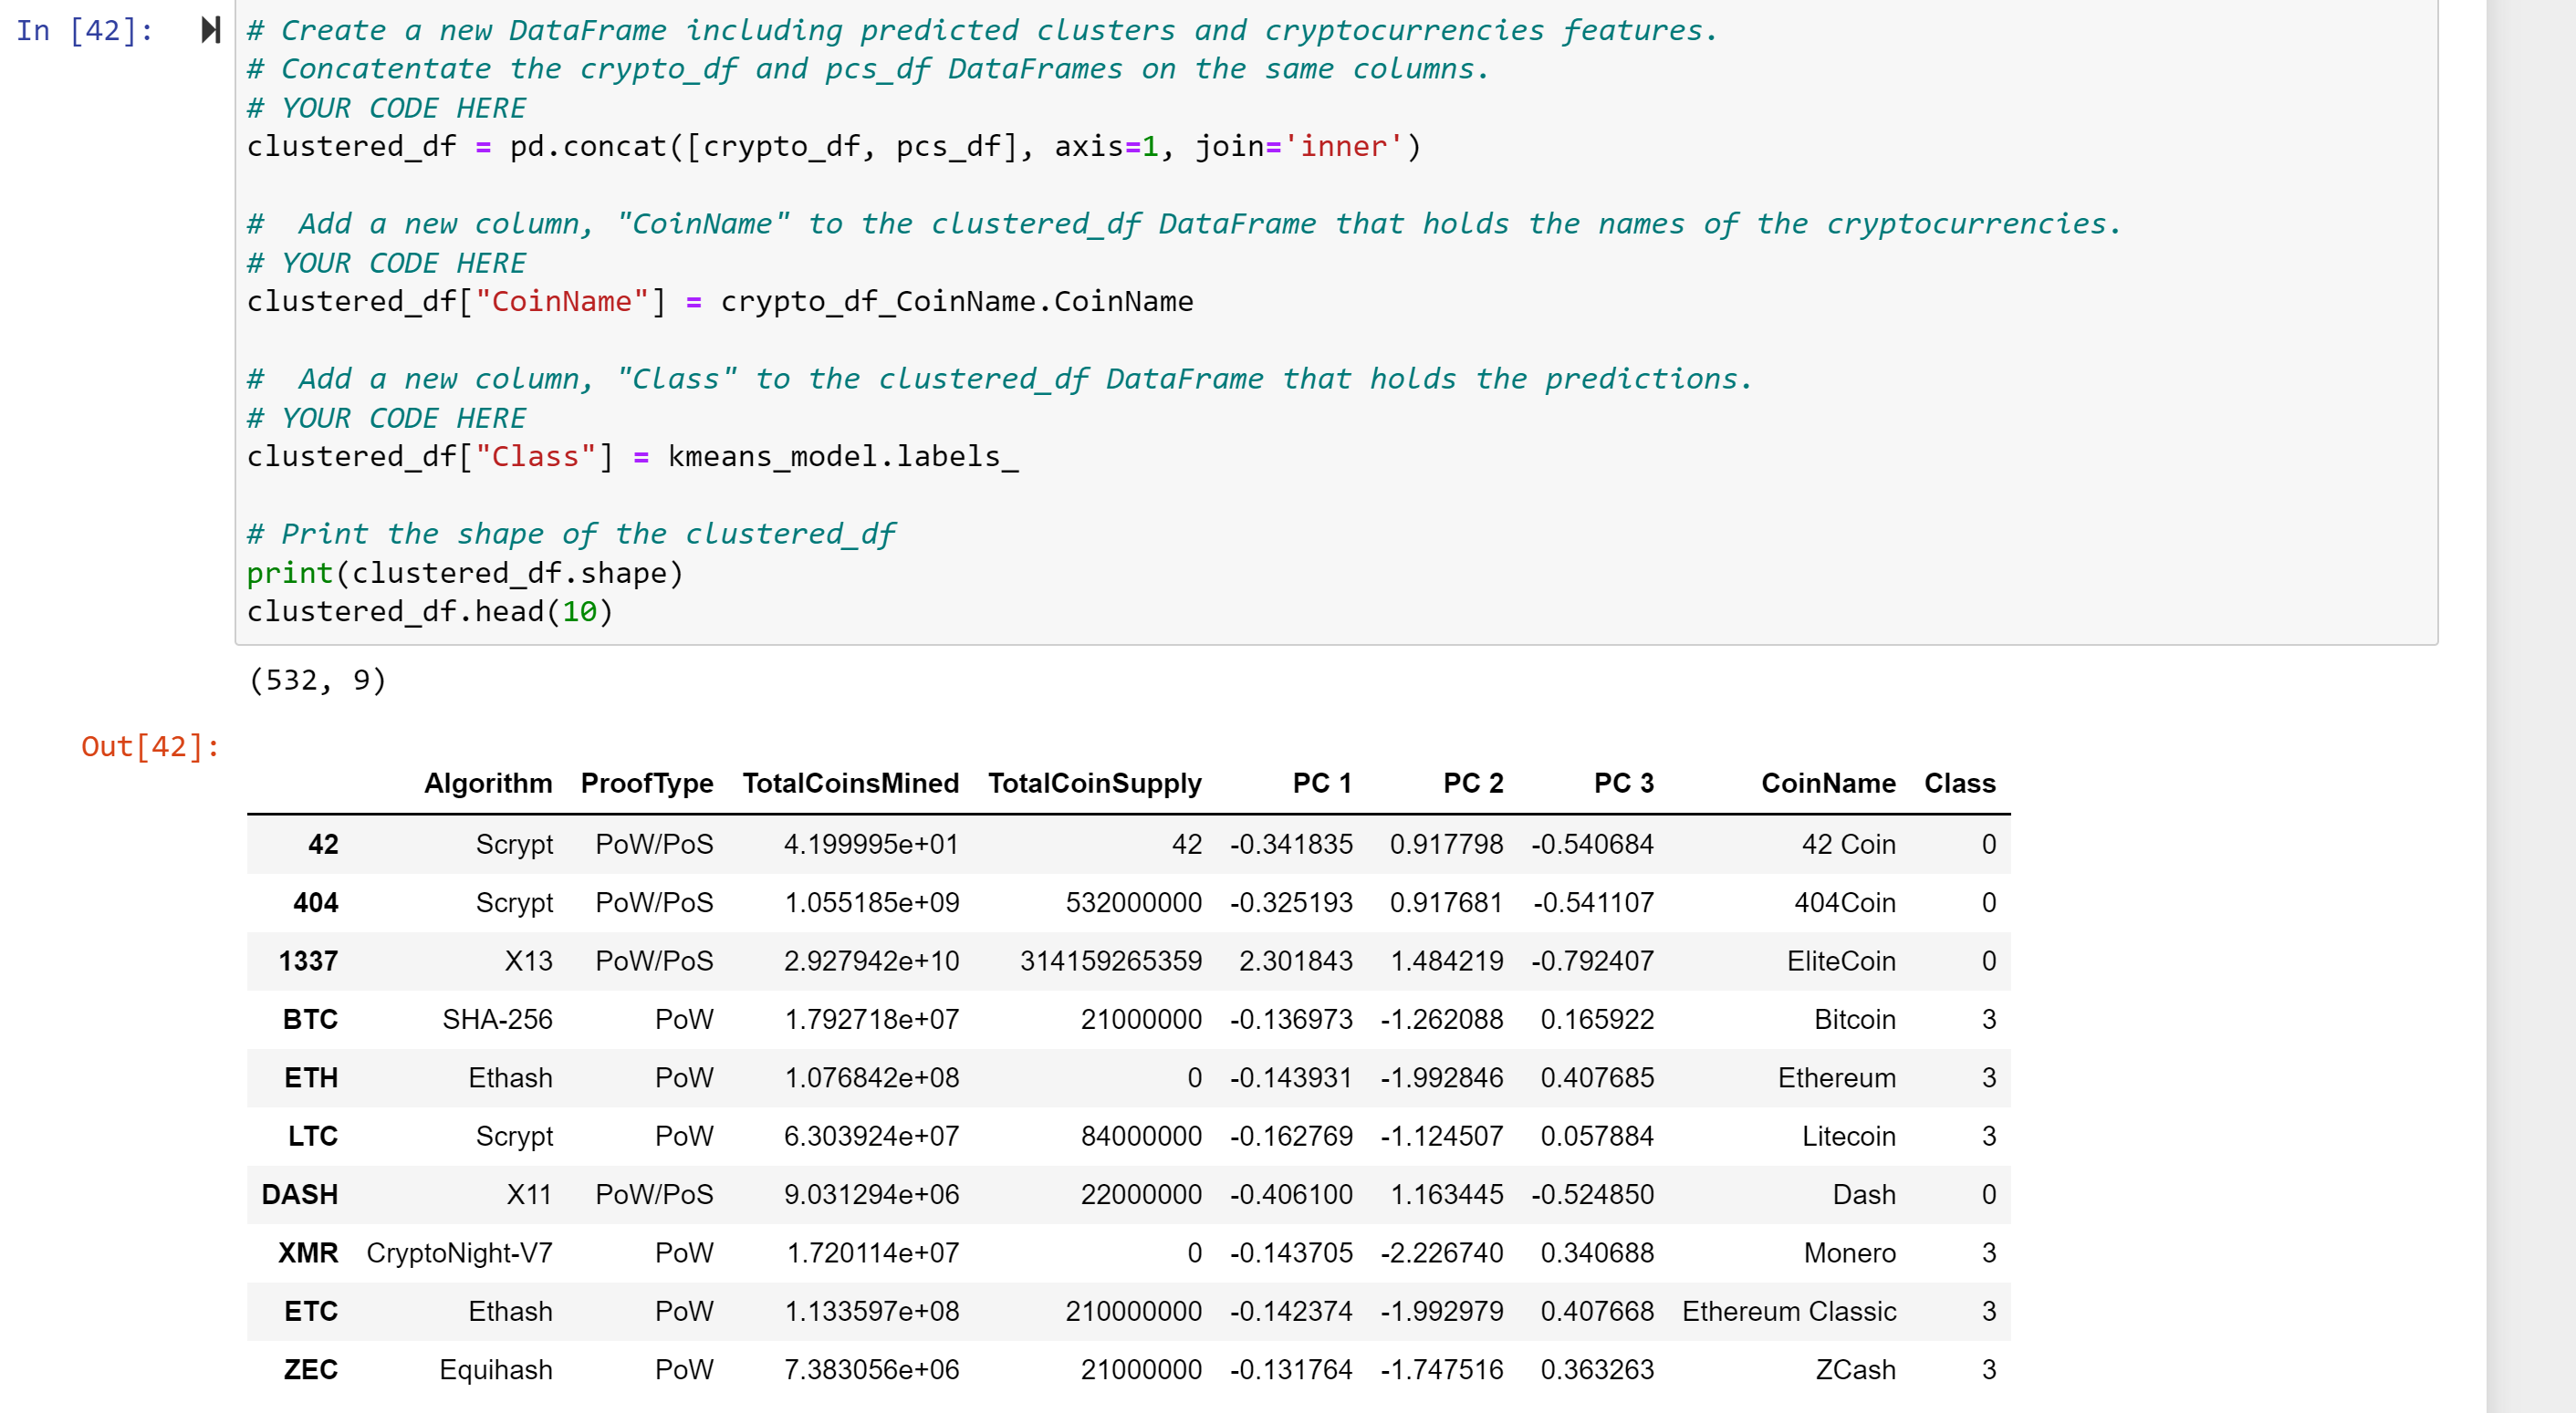 In [42]:
# Create a new DataFrame including predicted clusters and cryptocurrencies features.
# Concatentate the crypto_df and pcs_df DataFrames on the same columns.
# YOUR CODE HERE
clustered_df = pd.concat([crypto_df, pcs_df], axis=1, join='inner')
#  Add a new column, "CoinName" to the clustered_df DataFrame that holds the names of the cryptocurrencies.
# YOUR CODE HERE
clustered_df["CoinName"] = crypto_df_CoinName.CoinName
#  Add a new column, "Class" to the clustered_df DataFrame that holds the predictions.
# YOUR CODE HERE
clustered_df["Class"] = kmeans_model.labels_
# Print the shape of the clustered_df
print(clustered_df.shape)
clustered_df.head(10)
(532, 9)
Out[42]:
Algorithm ProofType TotalCoinsMined TotalCoinSupply PC 1 PC 2 PC 3 CoinName Class
42 Scrypt PoW/PoS 4.199995e+01 42 -0.341835 0.917798 -0.540684 42 Coin 0
404 Scrypt PoW/PoS 1.055185e+09 532000000 -0.325193 0.917681 -0.541107 404Coin 0
1337 X13 PoW/PoS 2.927942e+10 314159265359 2.301843 1.484219 -0.792407 EliteCoin 0
BTC SHA-256 PoW 1.792718e+07 21000000 -0.136973 -1.262088 0.165922 Bitcoin 3
ETH Ethash PoW 1.076842e+08 0 -0.143931 -1.992846 0.407685 Ethereum 3
LTC Scrypt PoW 6.303924e+07 84000000 -0.162769 -1.124507 0.057884 Litecoin 3
DASH X11 PoW/PoS 9.031294e+06 22000000 -0.406100 1.163445 -0.524850 Dash 0
XMR CryptoNight-V7 PoW 1.720114e+07 0 -0.143705 -2.226740 0.340688 Monero 3
ETC Ethash PoW 1.133597e+08 210000000 -0.142374 -1.992979 0.407668 Ethereum Classic 3
ZEC Equihash PoW 7.383056e+06 21000000 -0.131764 -1.747516 0.363263 ZCash 3